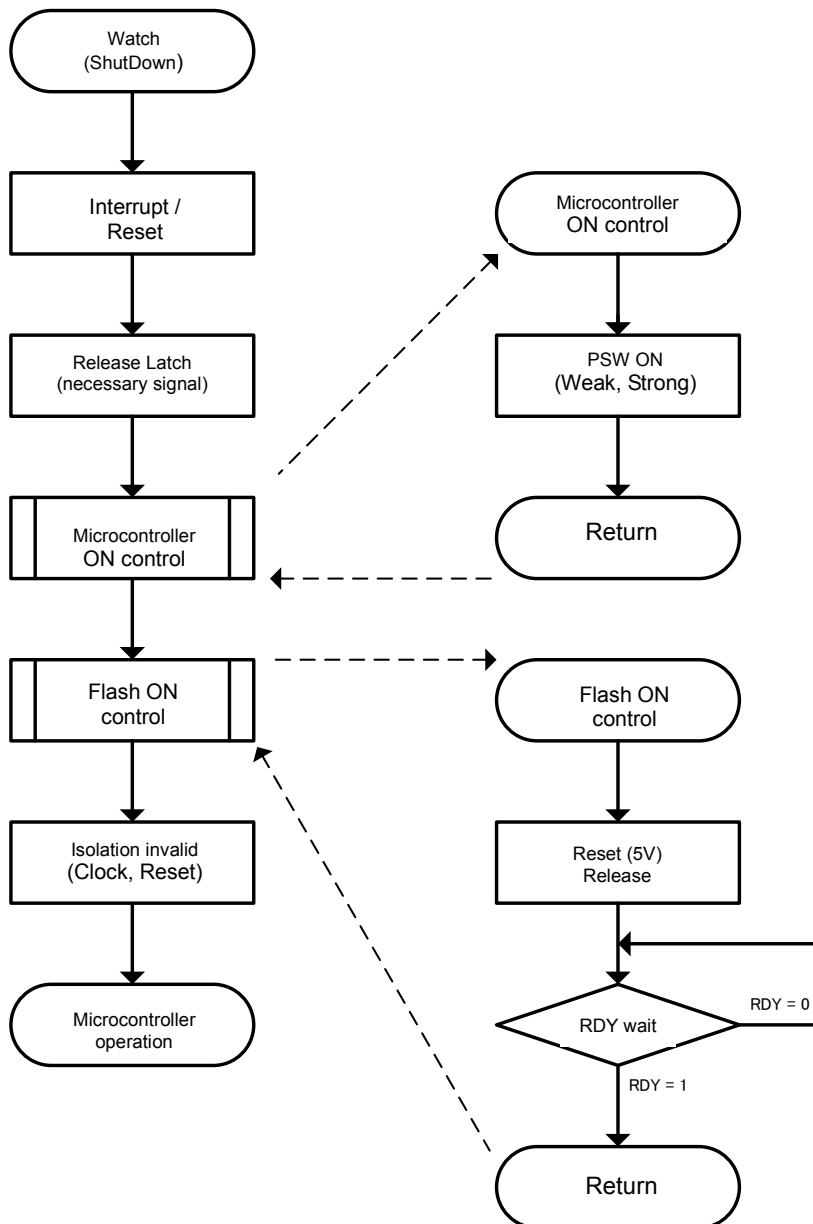 Watch
(ShutDown)
Interrupt /
Reset
Release Latch
(necessary signal)
Microcontroller
ON control
Flash ON
control
Isolation invalid
(Clock, Reset)
Microcontroller
operation
Microcontroller
ON control
PSW ON
(Weak, Strong)
Return
Flash ON
control
Reset (5V)
Release
RDY wait
RDY = 0
RDY = 1
Return